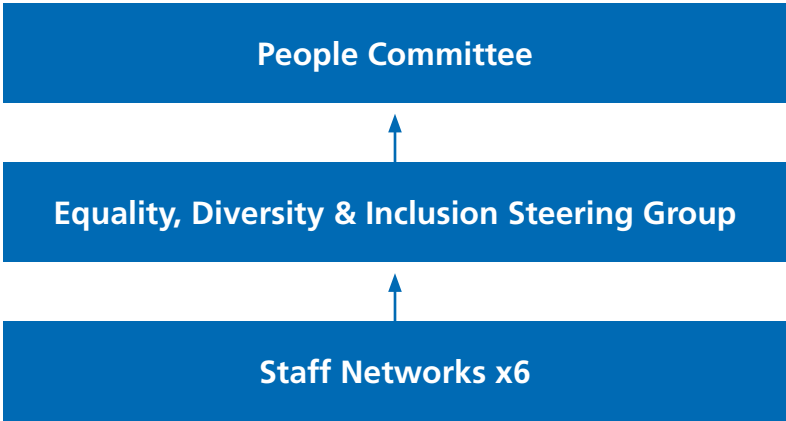 People Committee
Equality, Diversity & Inclusion Steering Group
Staff Networks x6